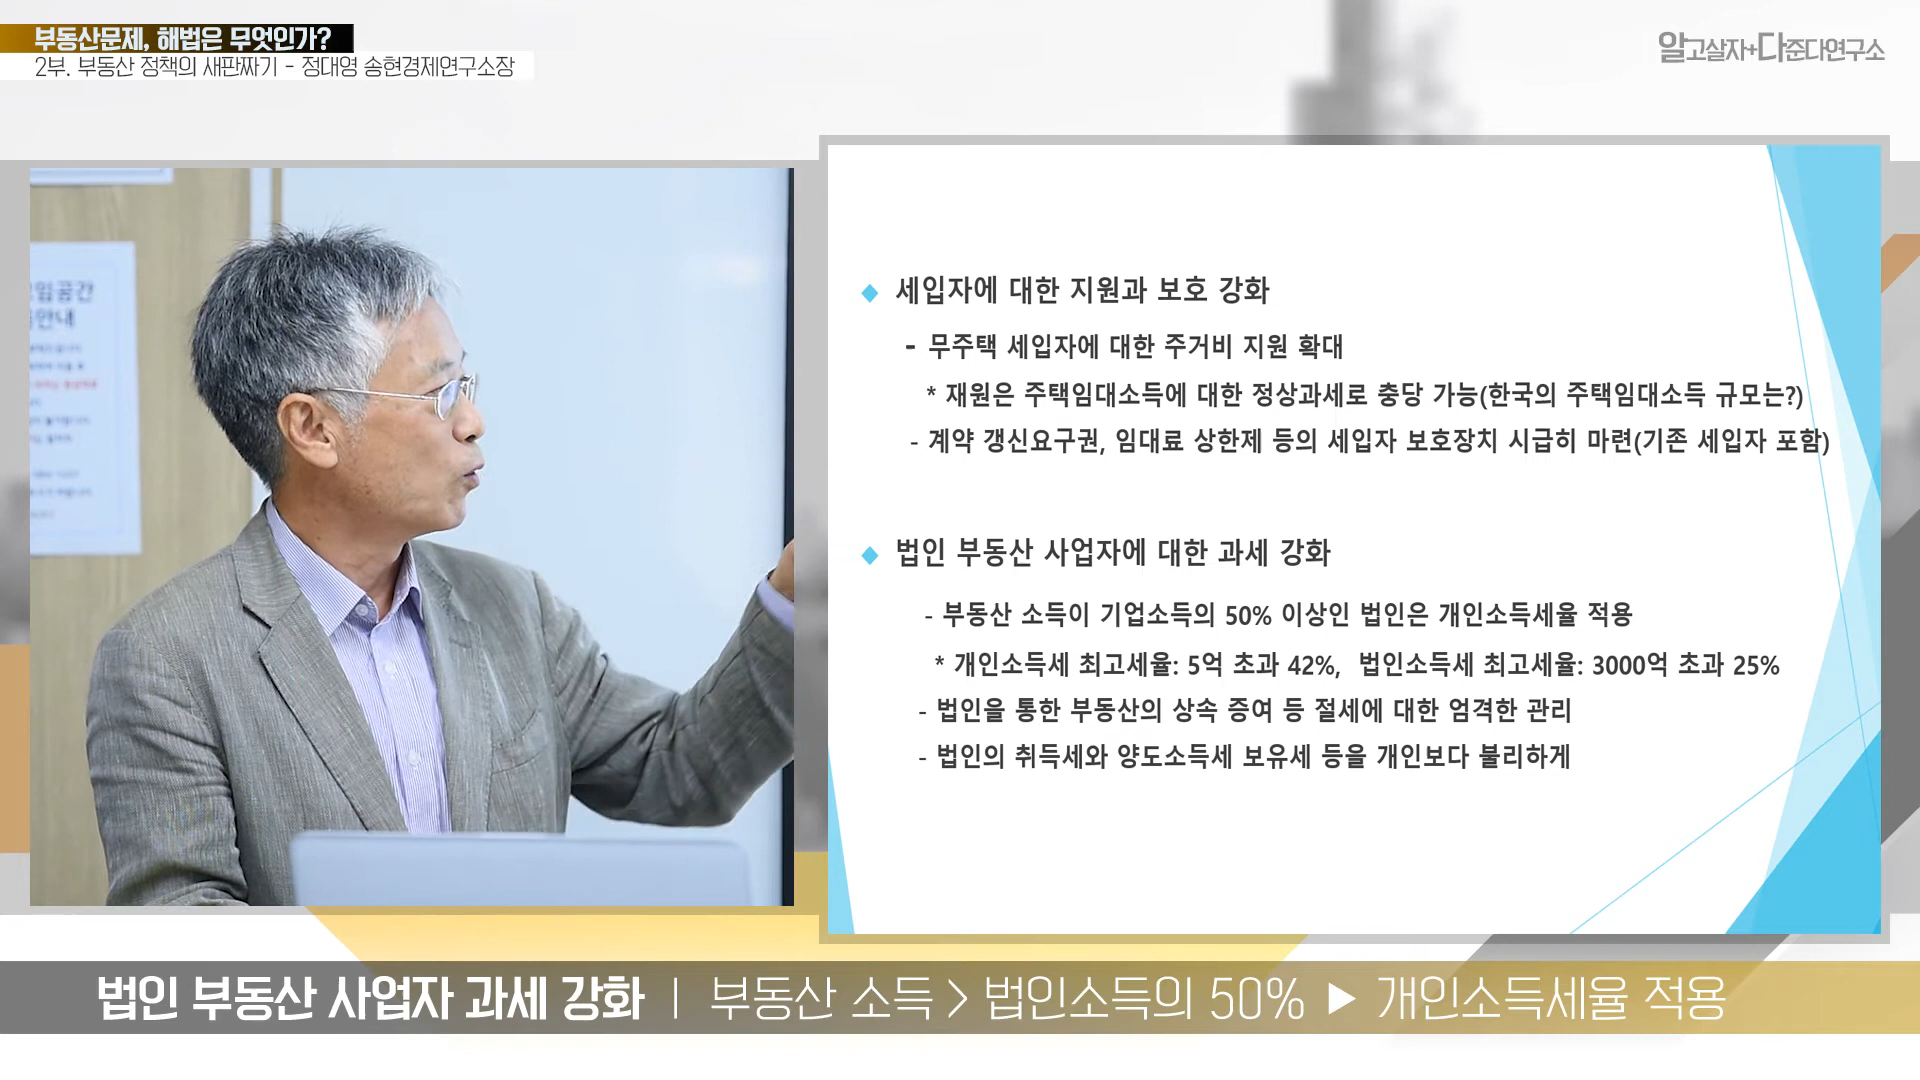 부동산문제, 해법은 무엇인가?
2부. 부동산 정책의 새판짜기 - 정대영 송현경제연구소장
알고살자+다준다연구소
공간
안내
◆ 세입자에 대한 지원과 보호 강화
- 무주택 세입자에 대한 주거비 지원 확대
* 재원은 주택임대소득에 대한 정상과세로 충당 가능(한국의 주택임대소득 규모는?)
- 계약 갱신요구권, 임대료 상한제 등의 세입자 보호장치 시급히 마련(기존 세입자 포함)
◆ 법인 부동산 사업자에 대한 과세 강화
- 부동산 소득이 기업소득의 50% 이상인 법인은 개인소득세율 적용
* 개인소득세 최고세율: 5억 초과 42%, 법인소득세 최고세율: 3000억 초과 25%
- 법인을 통한 부동산의 상속 증여 등 절세에 대한 엄격한 관리
- 법인의 취득세와 양도소득세 보유세 등을 개인보다 불리하게
법인 부동산 사업자 과세 강화 | 부동산 소득 > 법인소득의 50% ▶ 개인소득세율 적용